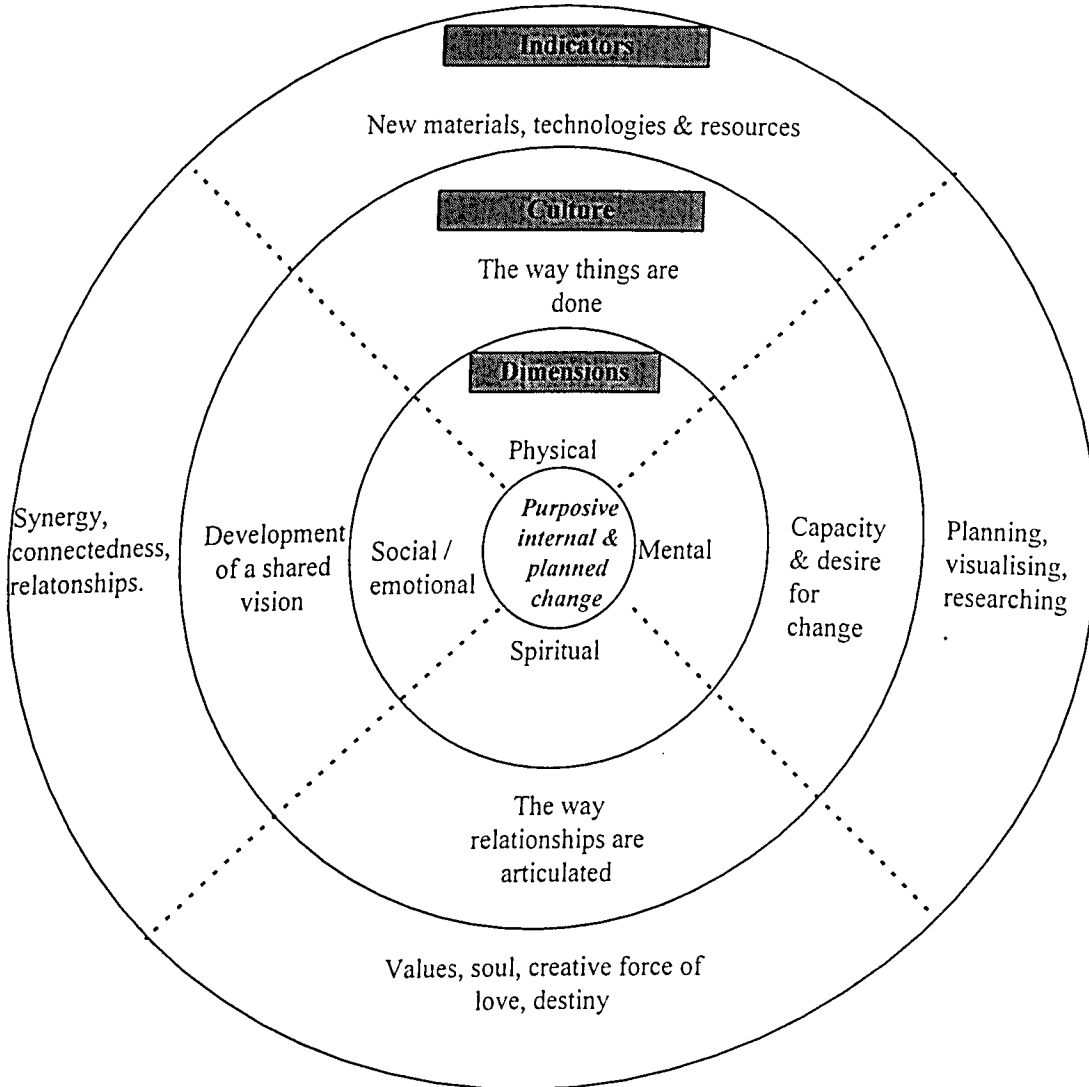 Indicators
New materials, technologies & resources
Culture
The way things are
done
Dimensions
Physical
Purposive
internal &
planned
change
Synergy,
connectedness,
relatonships.
Development
of a shared
vision
Social /
emotional
Mental
Capacity
& desire
for
change
Planning,
visualising,
researching
Spiritual
The way
relationships are
articulated
Values, soul, creative force of
love, destiny